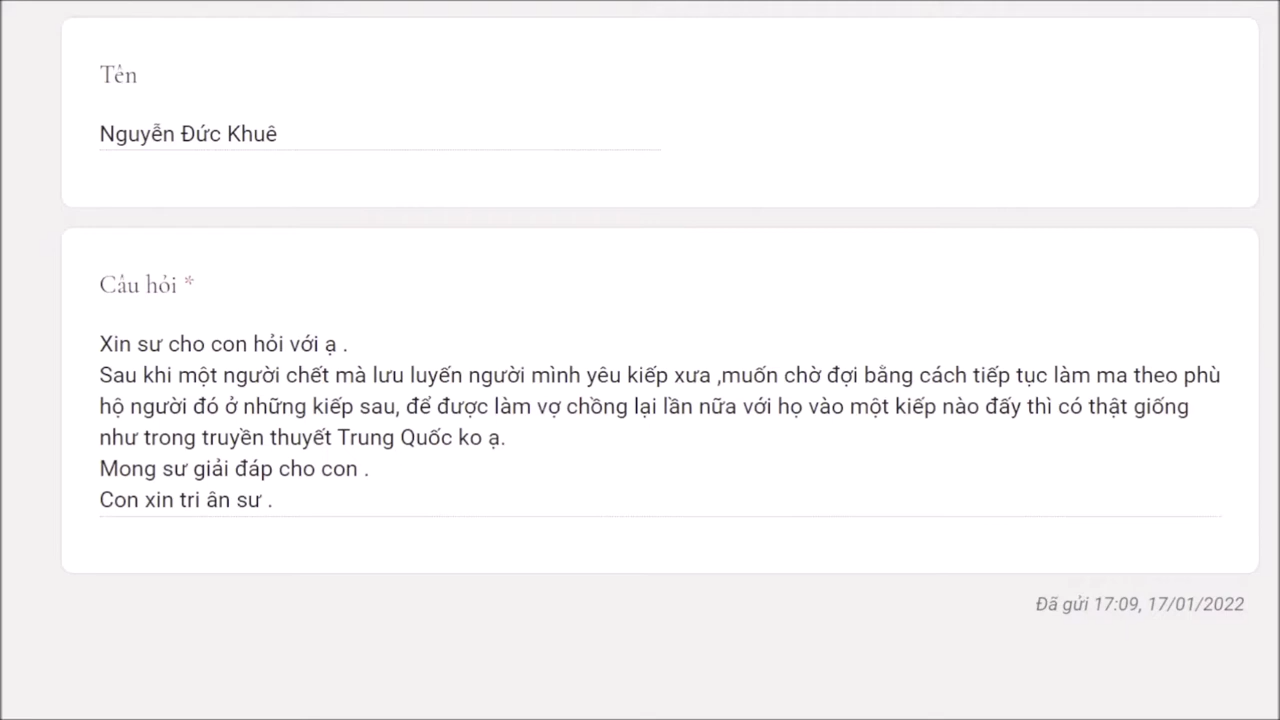 Tên
Nguyễn Đức Khuê
Câu hỏi *
Xin sư cho con hỏi với ạ .
Sau khi một người chết mà lưu luyến người mình yêu kiếp xưa ,muốn chờ đợi bằng cách tiếp tục làm ma theo phù
hộ người đó ở những kiếp sau, để được làm vợ chồng lại lần nữa với họ vào một kiếp nào đấy thì có thật giống
như trong truyền thuyết Trung Quốc ko ạ.
Mong sư giải đáp cho con .
Con xin tri ân sư .
Đã gửi 17:09, 17/01/2022